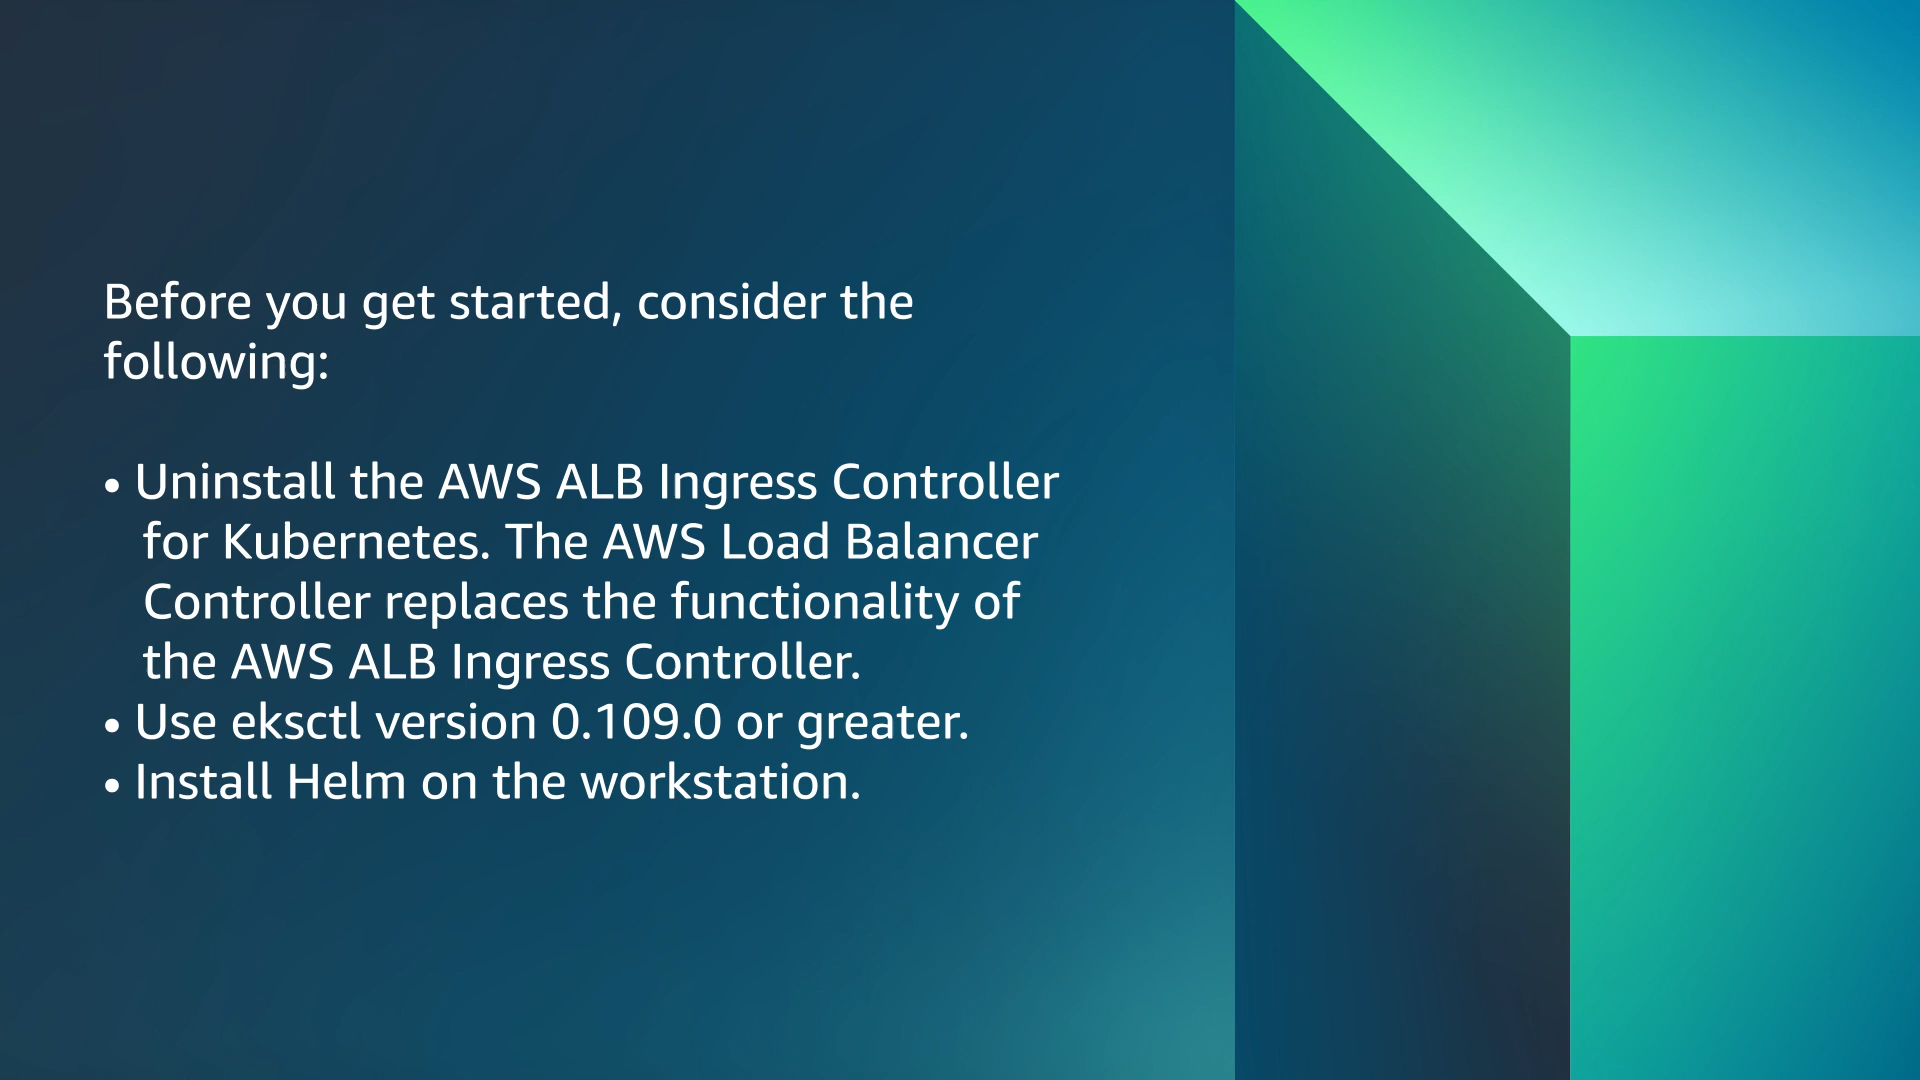 Before you get started, consider the
following:
• Uninstall the AWS ALB Ingress Controller
for Kubernetes. The AWS Load Balancer
Controller replaces the functionality of
the AWS ALB Ingress Controller.
• Use eksctl version 0.109.0 or greater.
• Install Helm on the workstation.